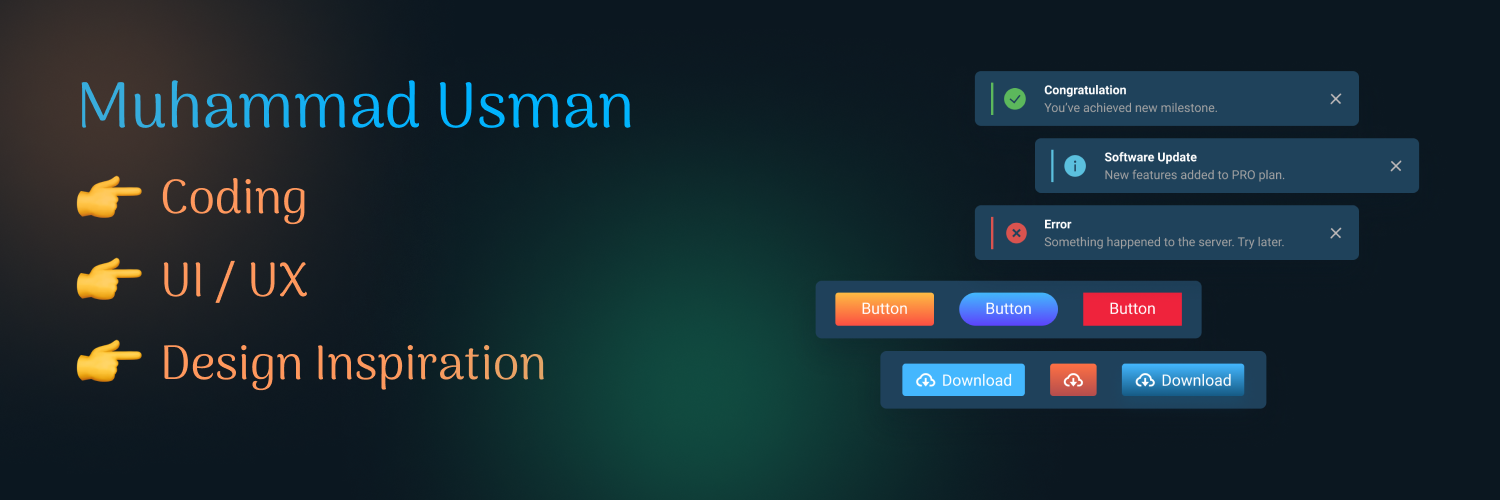 Muhammad Usman
👉 Coding
👉 UI / UX
👉 Design Inspiration
Congratulation
You've achieved new milestone.
Software Update
New features added to PRO plan.
Error
Something happened to the server. Try later.
Button Button Button
Download Download